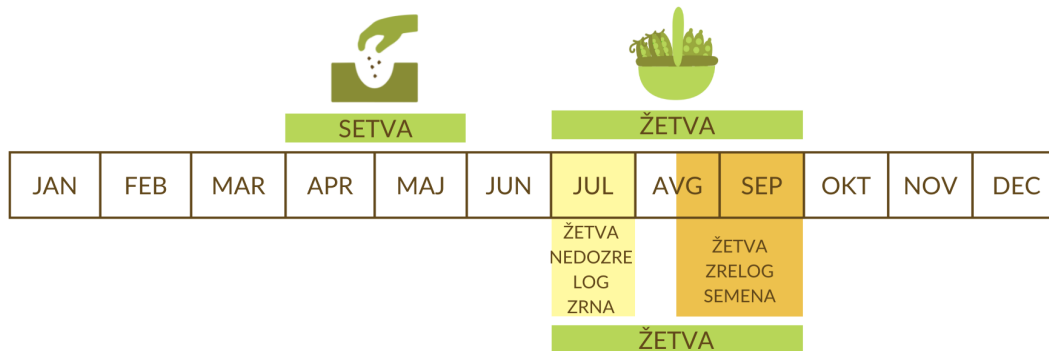 SETVA
ŽETVA
JAN FEB MAR APR MAJ JUN JUL AVG SEP OKT NOV DEC
ŽETVA
NEDOZRE
LOG
ZRNA
ŽETVA
ZRELOG
SEMENA
ŽETVA